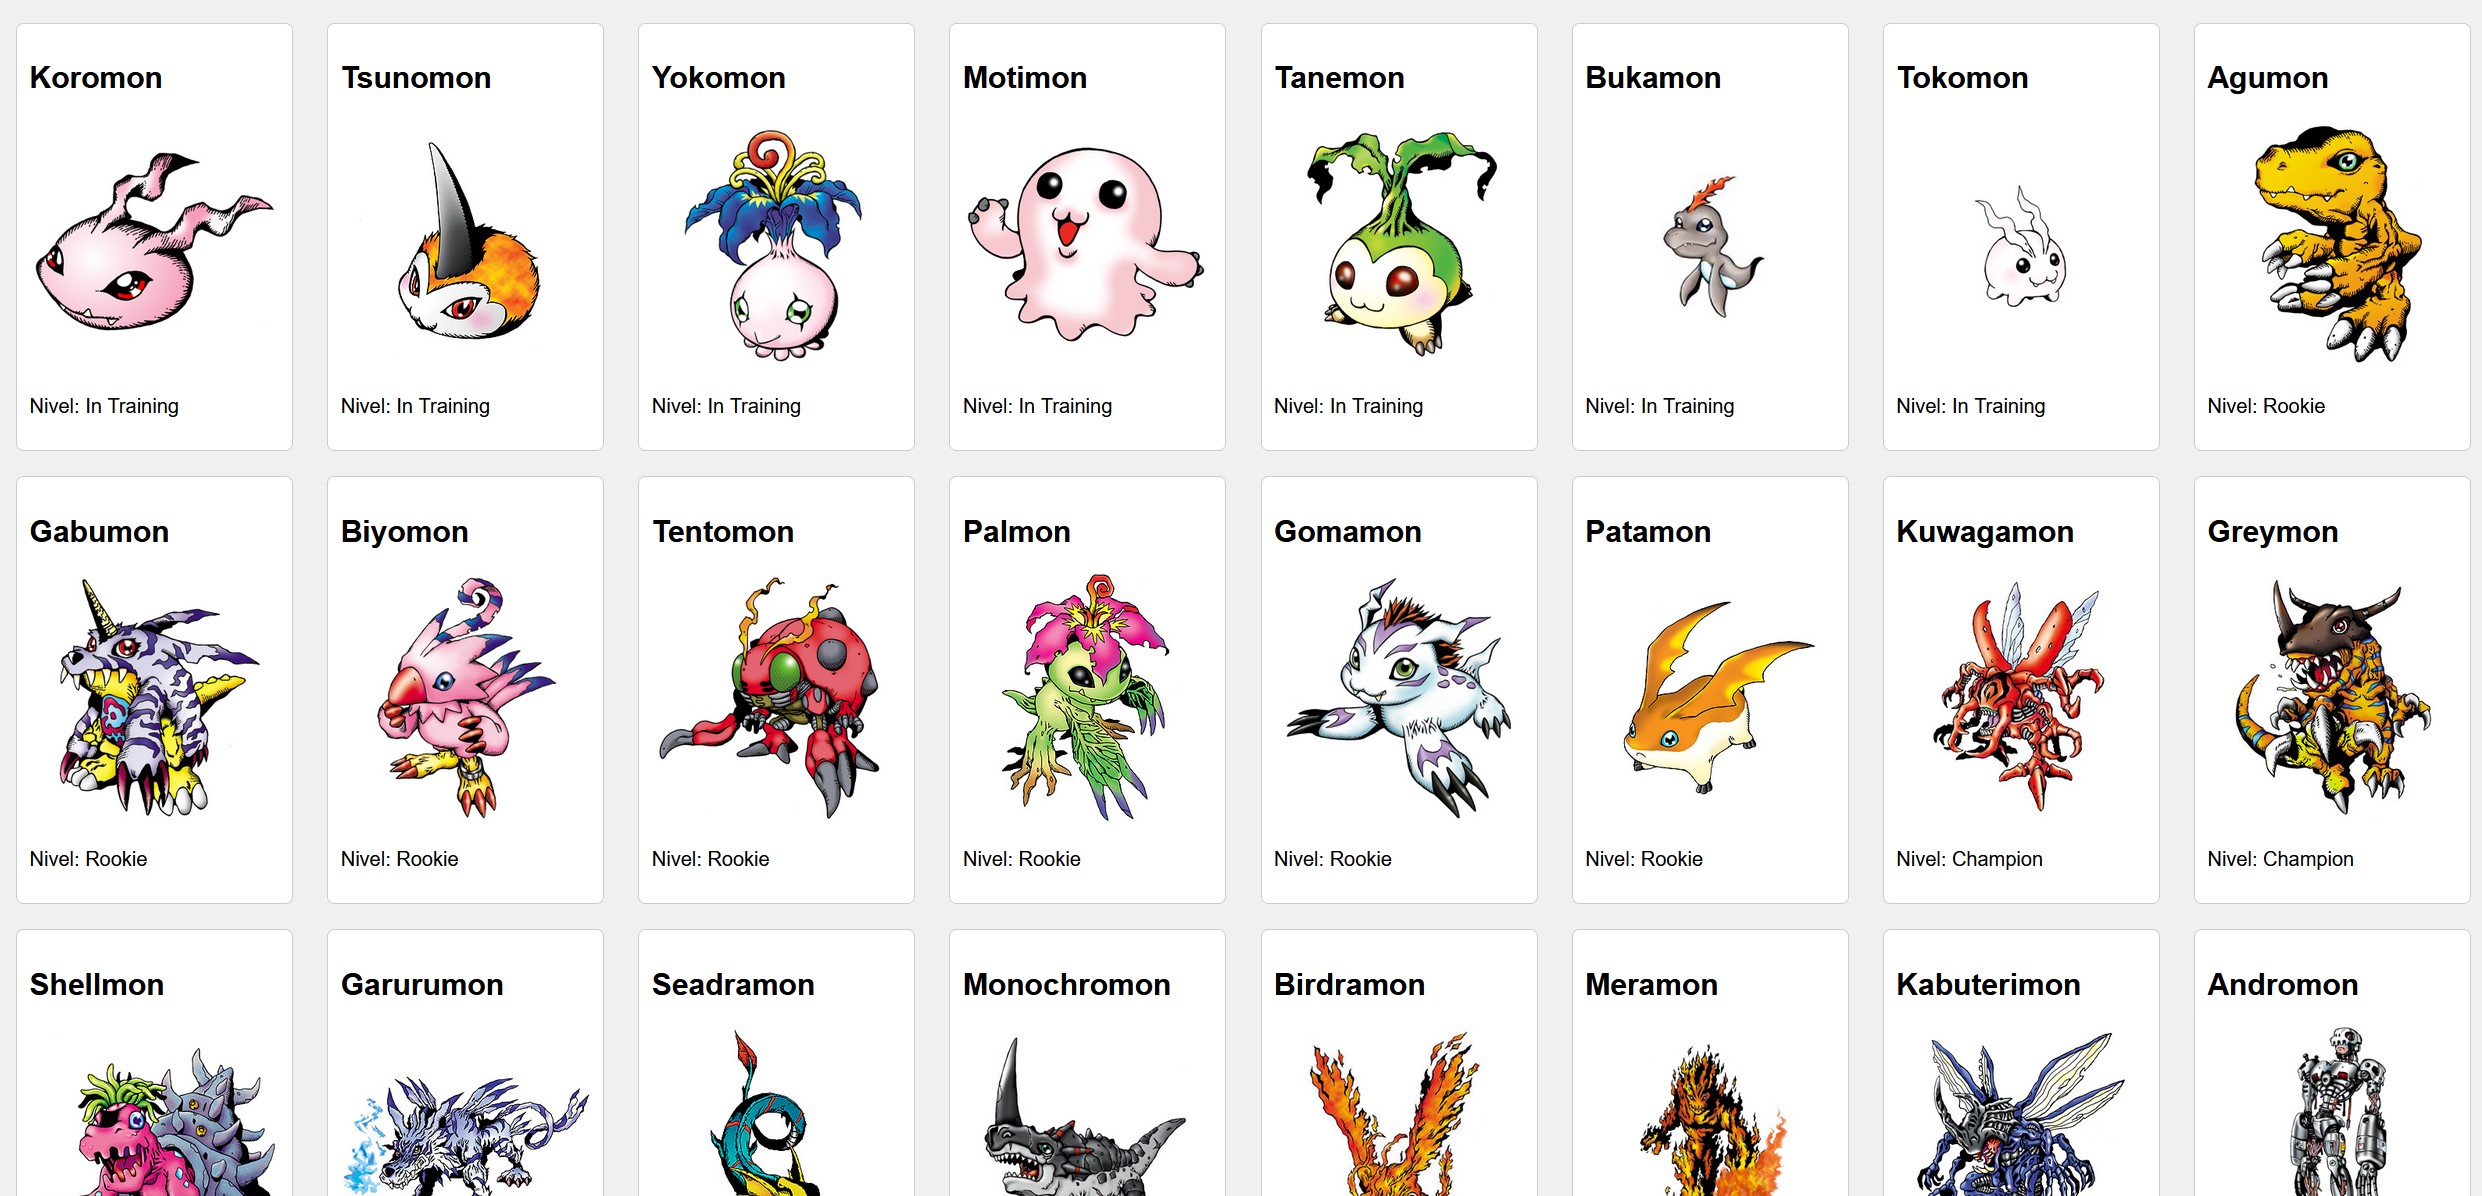 Koromon
Tsunomon
Yokomon
Motimon
Tanemon
Bukamon
Tokomon
Agumon
Nivel: In Training
Nivel: In Training
Nivel: In Training
Nivel: In Training
Nivel: In Training
Nivel: In Training
Nivel: In Training
Nivel: Rookie
Gabumon
Biyomon
Tentomon
Palmon
Gomamon
Patamon
Kuwagamon
Greymon
Nivel: Rookie
Nivel: Rookie
Nivel: Rookie
Nivel: Rookie
Nivel: Rookie
Nivel: Rookie
Nivel: Champion
Nivel: Champion
Shellmon
Garurumon
Seadramon
Monochromon
Birdramon
Meramon
Kabuterimon
Andromon